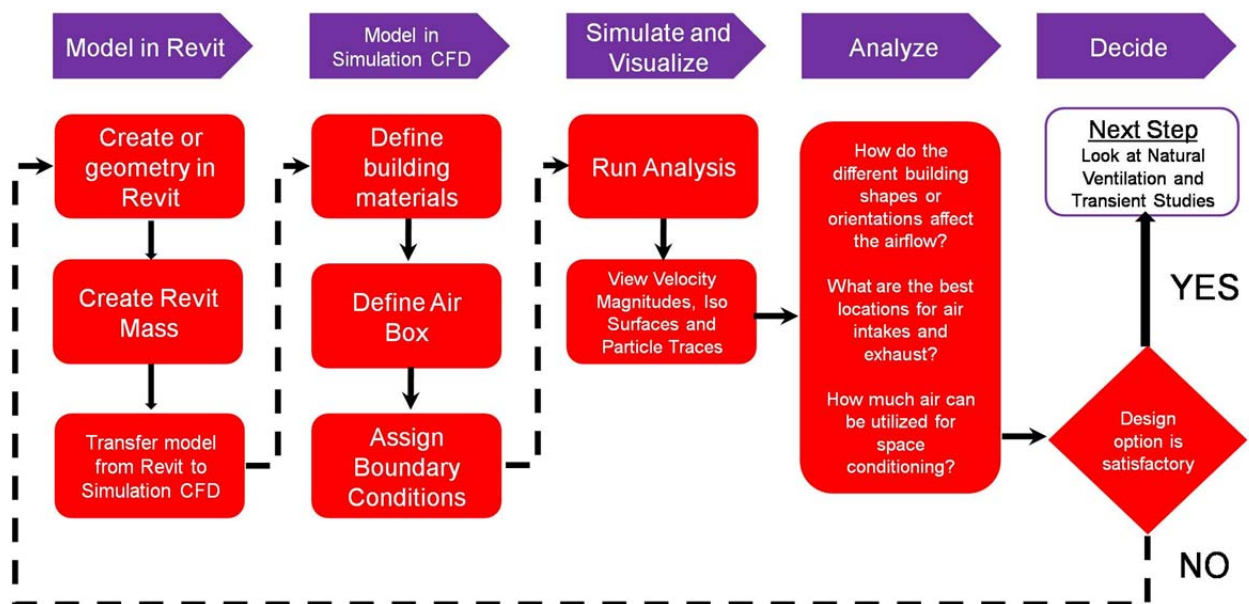 Model in Revit
Model in
Simulation CFD
Simulate and
Visualize
Analyze
Decide
Create or
geometry in
Revit
Create Revit
Mass
Transfer model
from Revit to
Simulation CFD
Define
building
materials
Define Air
Box
Assign
Boundary
Conditions
Run Analysis
View Velocity
Magnitudes, Iso
Surfaces and
Particle Traces
How do the
different building
shapes or
orientations affect
the airflow?
What are the best
locations for air
intakes and
exhaust?
How much air can
be utilized for
space
conditioning?
Next Step
Look at Natural
Ventilation and
Transient Studies
YES
Design
option is
satisfactory
NO